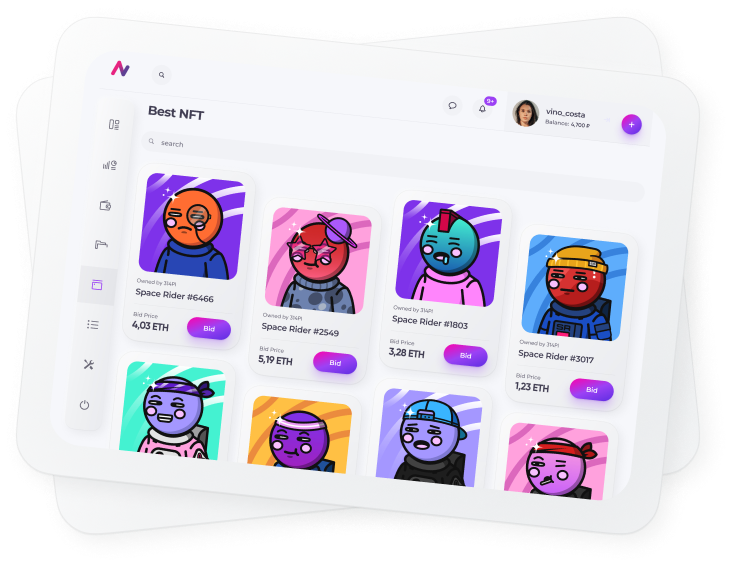 9+
vino_costa
Balance: 4,700 ₽
+
Best NFT
search
Owned by 314Pi
Space Rider #6466
Bid Price
4,03 ETH
Bid
Owned by 314Pi
Space Rider #2549
Bid Price
5,19 ETH
Bid
Owned by 314Pi
Space Rider #1803
Bid Price
3,28 ETH
Bid
Owned by 314Pi
Space Rider #3017
Bid Price
1,23 ETH
Bid
SR